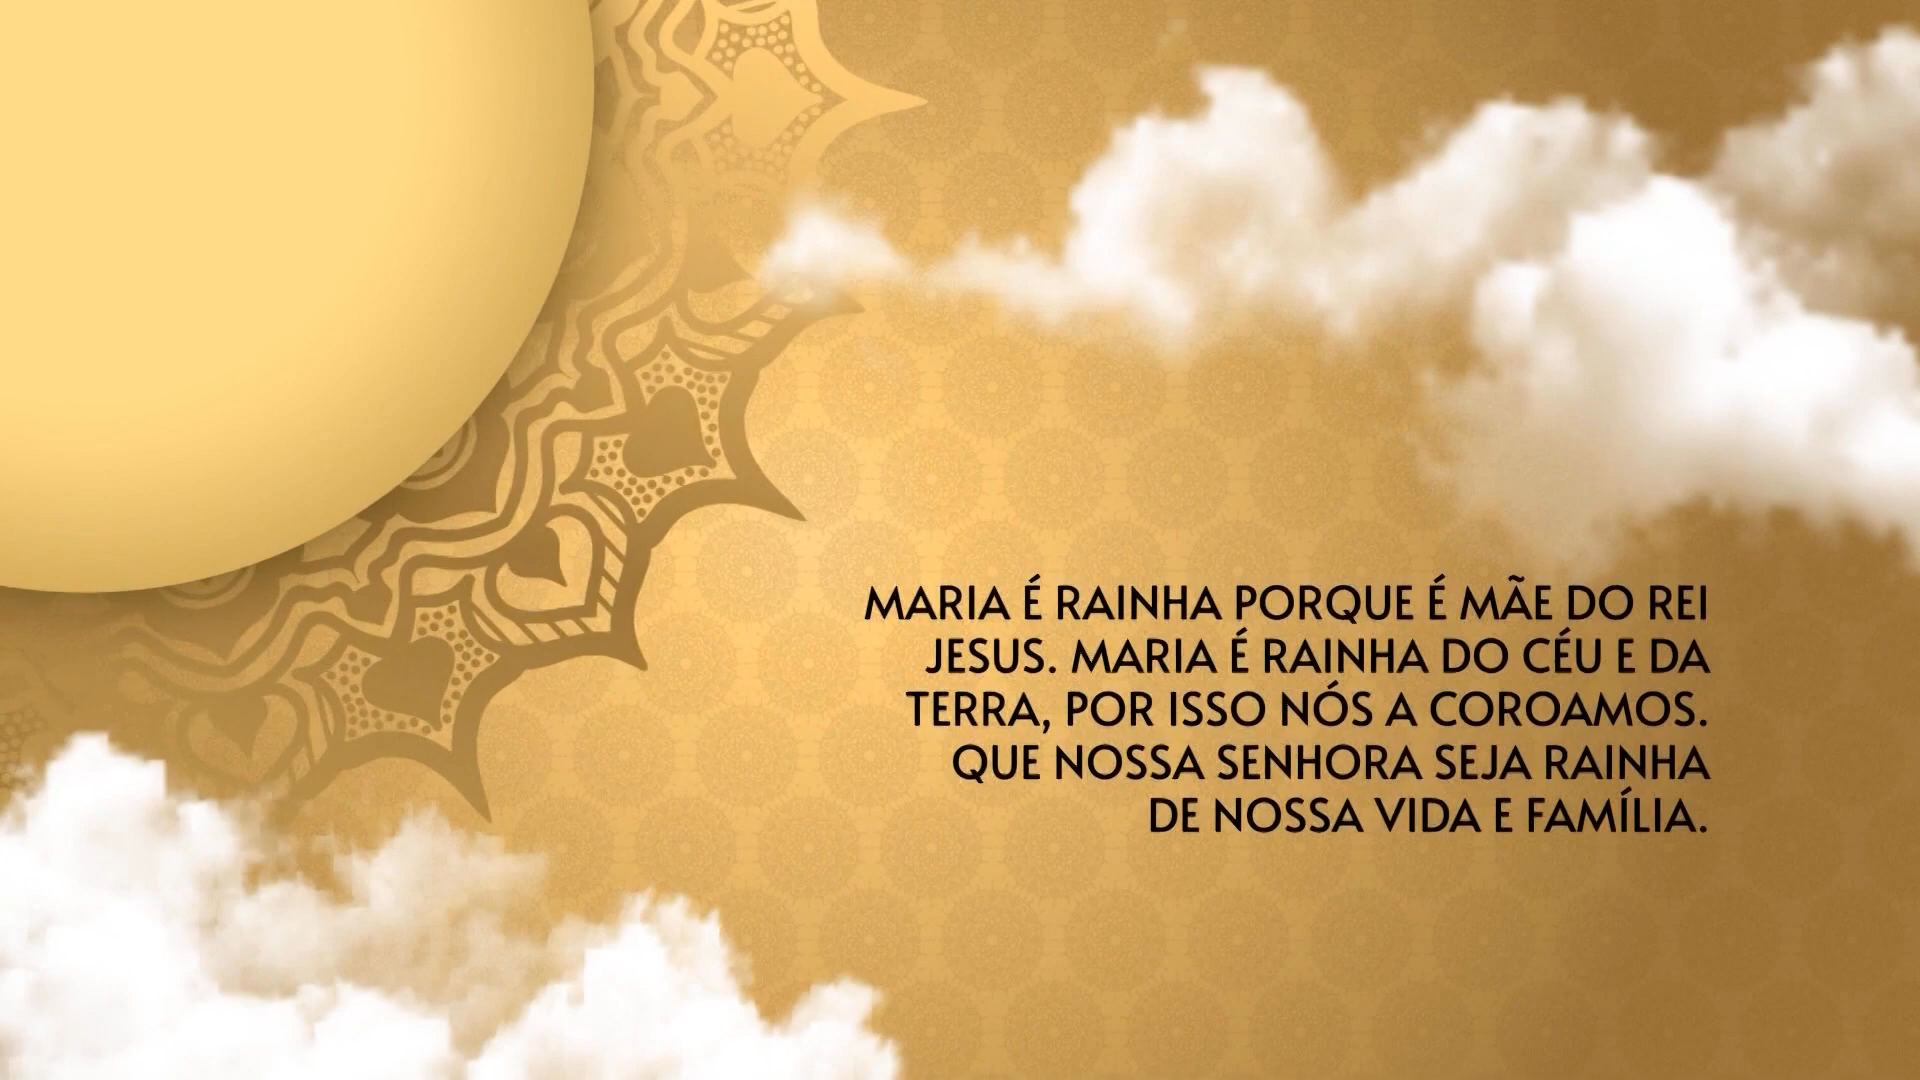 MARIA É RAINHA PORQUE É MÃE DO REI
JESUS. MARIA É RAINHA DO CÉU E DA
TERRA, POR ISSO NÓS A COROAMOS.
QUE NOSSA SENHORA SEJA RAINHA
DE NOSSA VIDA E FAMÍLIA.